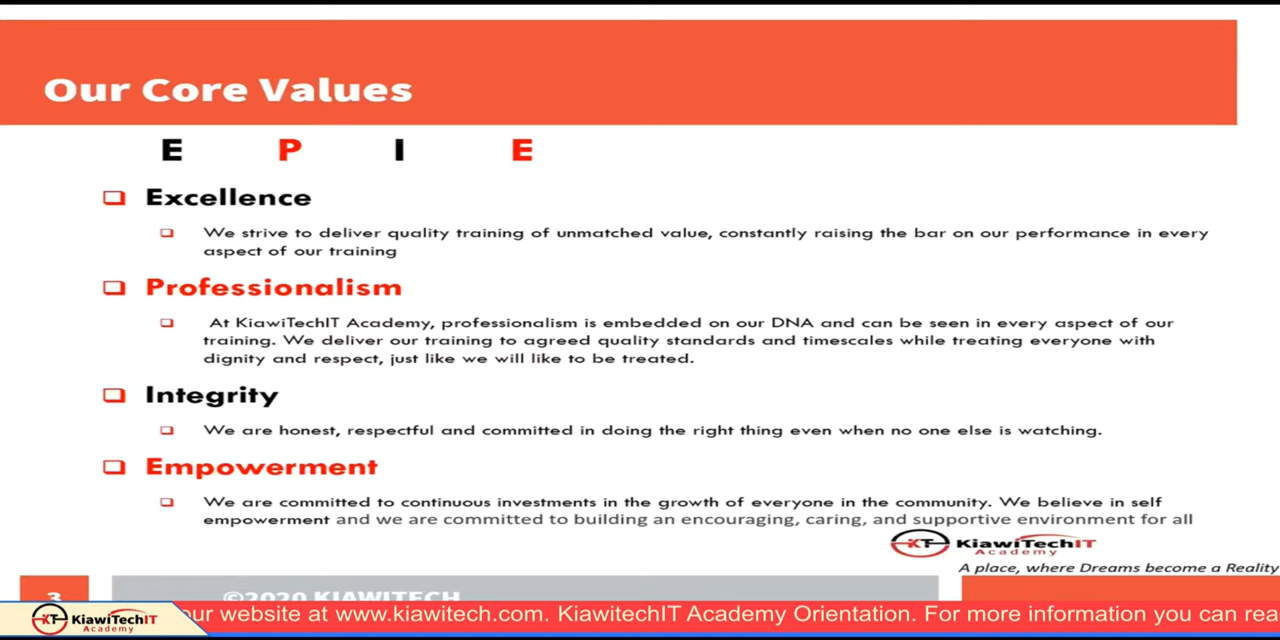 Our Core Values
E P I E
Excellence
We strive to deliver quality training of unmatched value, constantly raising the bar on our performance in every
aspect of our training
Professionalism
At KiawiTechIT Academy, professionalism is embedded on our DNA and can be seen in every aspect of our
training. We deliver our training to agreed quality standards and timescales while treating everyone with
dignity and respect, just like we will like to be treated.
Integrity
We are honest, respectful and committed in doing the right thing even when no one else is watching.
Empowerment
We are committed to continuous investments in the growth of everyone in the community. We believe in self
empowerment and we are committed to building an encouraging, caring, and supportive environment for all
KT KiawiTechIT
Academy
A place, where Dreams become a Reality
3
©2020 KIAWITECH
KT KiawiTechIT
Academy
our website at www.kiawitech.com. KiawitechIT Academy Orientation. For more information you can rea